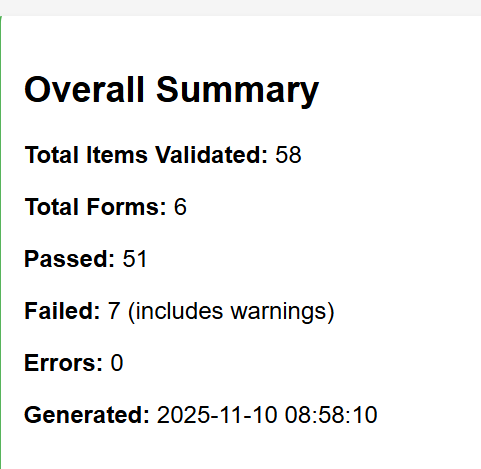 Overall Summary
Total Items Validated: 58
Total Forms: 6
Passed: 51
Failed: 7 (includes warnings)
Errors: 0
Generated: 2025-11-10 08:58:10